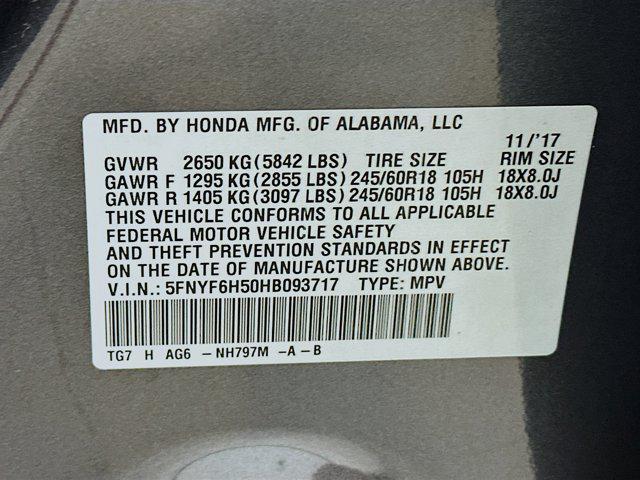 MFD. BY HONDA MFG. OF ALABAMA, LLC
11/'17
GVWR 2650 KG (5842 LBS) TIRE SIZE RIM SIZE
GAWR F 1295 KG (2855 LBS) 245/60R18 105H 18X8.0J
GAWR R 1405 KG (3097 LBS) 245/60R18 105H 18X8.0J
THIS VEHICLE CONFORMS TO ALL APPLICABLE
FEDERAL MOTOR VEHICLE SAFETY
AND THEFT PREVENTION STANDARDS IN EFFECT
ON THE DATE OF MANUFACTURE SHOWN ABOVE.
V.I.N.: 5FNYF6H50HB093717 TYPE: MPV
TG7 H AG6 -NH797M -A-B